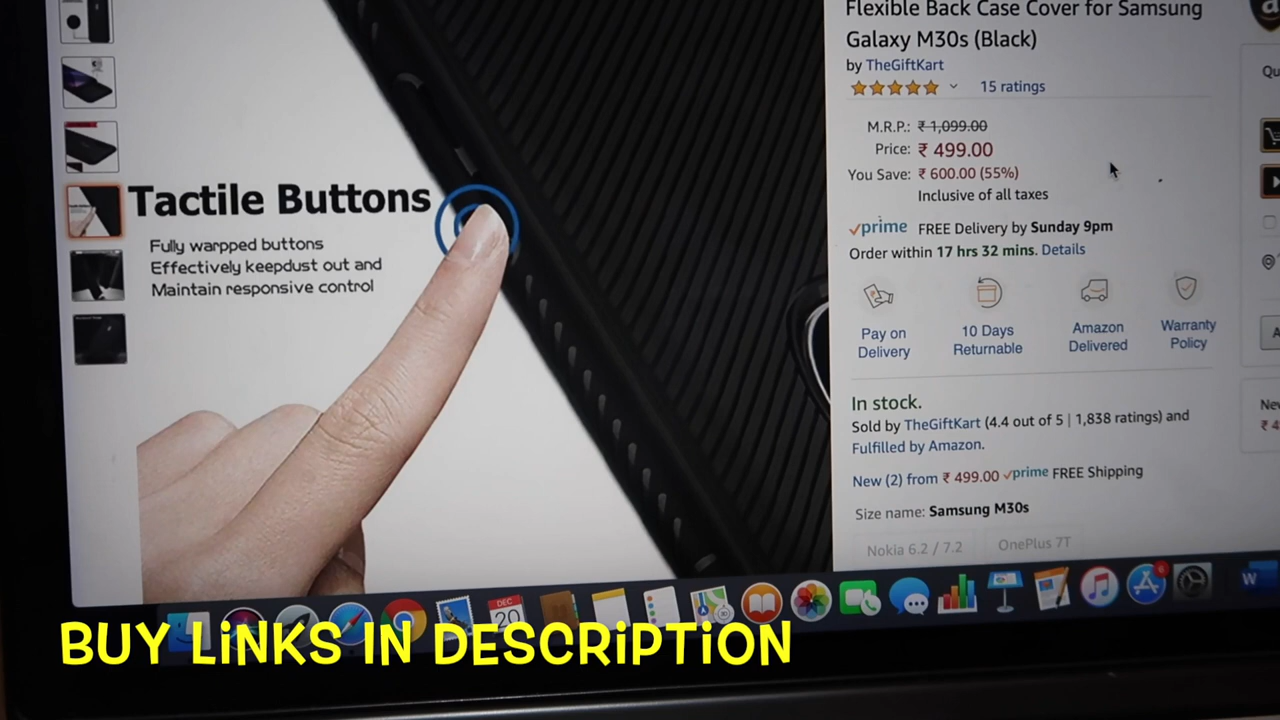 Flexible Back Case Cover for Samsung
Galaxy M30s (Black)
by TheGiftKart
15 ratings
M.R.P.: ₹ 1,099.00
Price: ₹ 499.00
You Save: ₹ 600.00 (55%)
Inclusive of all taxes
prime FREE Delivery by Sunday 9pm
Order within 17 hrs 32 mins. Details
Pay on
Delivery
10 Days
Returnable
Amazon
Delivered
Warranty
Policy
In stock.
Sold by TheGiftKart (4.4 out of 5 | 1,838 ratings) and
Fulfilled by Amazon.
New (2) from ₹ 499.00 prime FREE Shipping
Size name: Samsung M30s
Nokia 6.2 / 7.2
OnePlus 7T
Tactile Buttons
Fully warpped buttons
Effectively keepdust out and
Maintain responsive control
Qu
A
Ne
₹ 4
DEC
20
W
BUY LiNKS IN DESCRiPTiON